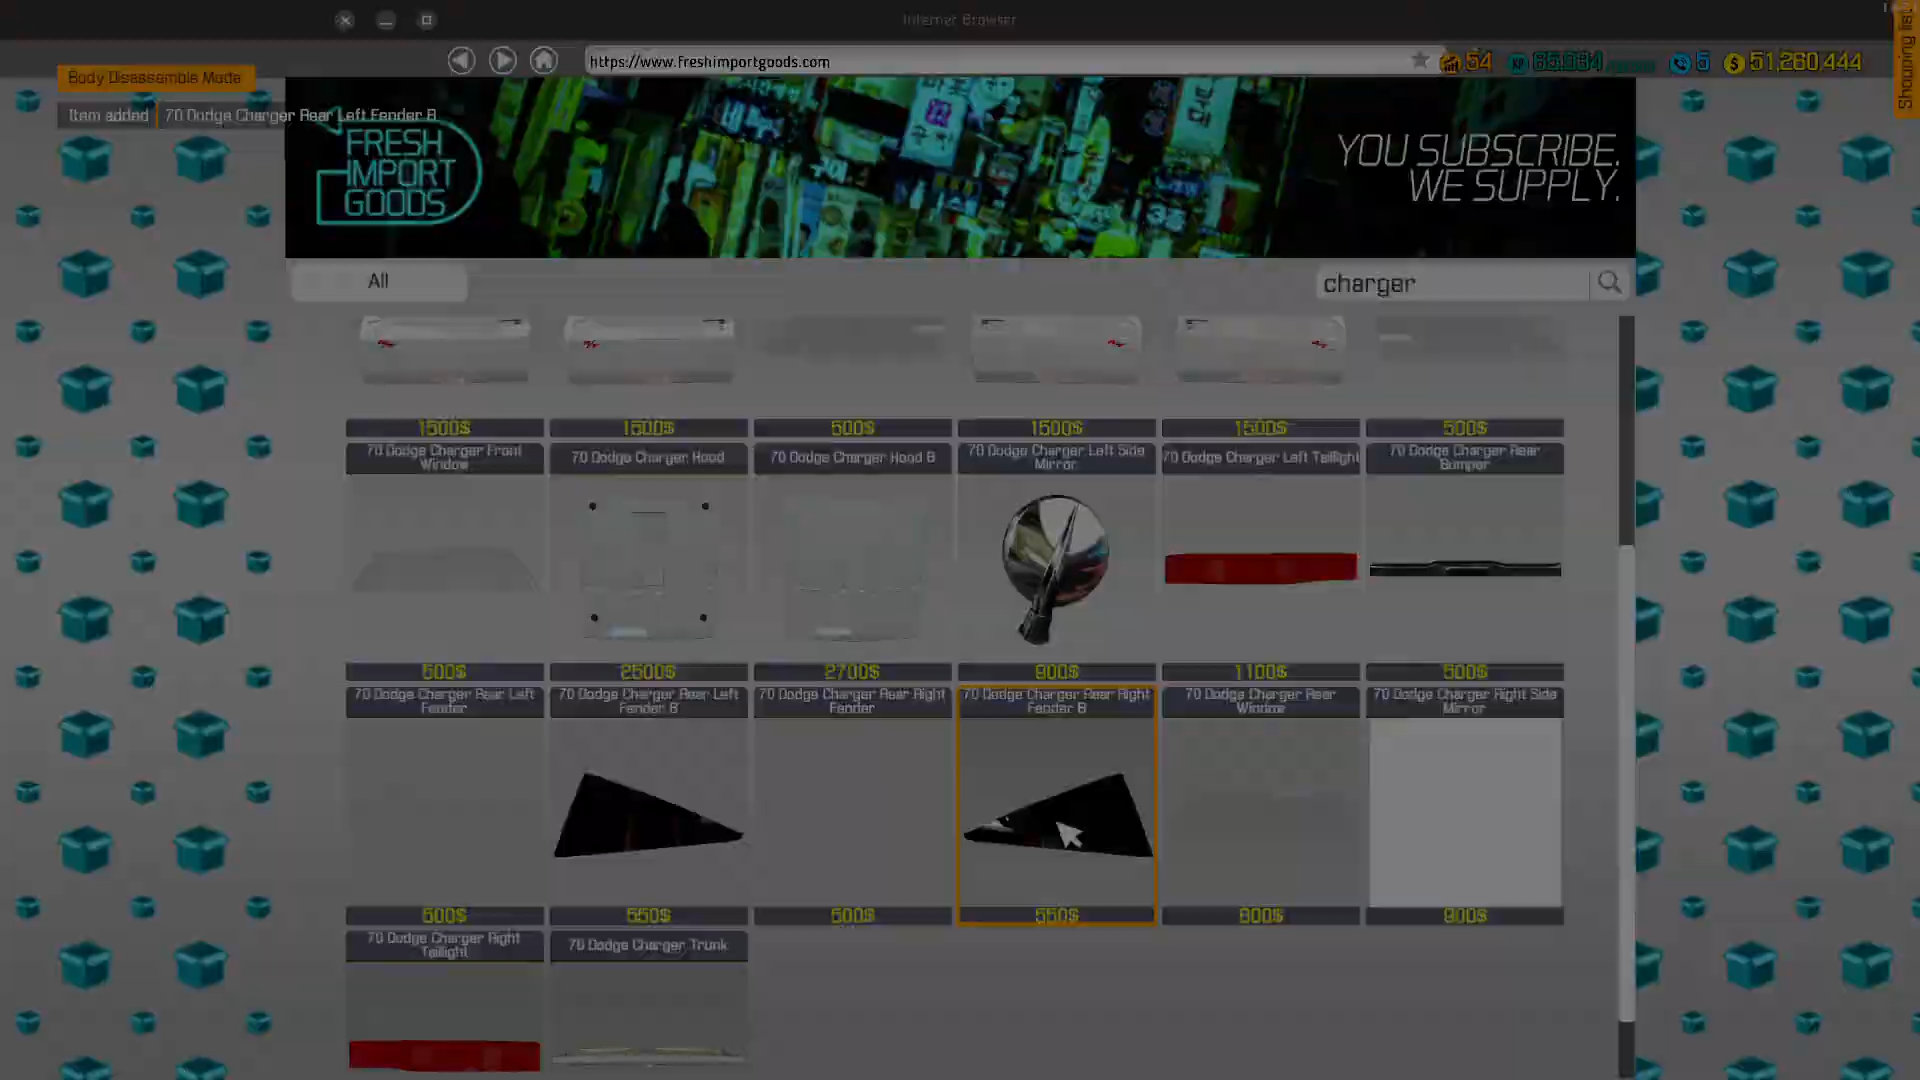 Internet Browser
https://www.freshimportgoods.com
54
5
51,260,444
Shopping list
Body Disassemble Mode
Item added
70 Dodge Charger Rear Left Fender B
FRESH
IMPORT
GOODS
YOU SUBSCRIBE.
WE SUPPLY.
All
charger
1500$ 1500$ 500$ 1500$ 1500$ 500$
70 Dodge Charger Front
Window
70 Dodge Charger Hood
70 Dodge Charger Hood B
70 Dodge Charger Left Side
Mirror
70 Dodge Charger Left Taillight
70 Dodge Charger Rear
Bumper
500$ 2500$ 2700$ 900$ 1100$ 500$
70 Dodge Charger Rear Left
Fender
70 Dodge Charger Rear Left
Fender B
70 Dodge Charger Rear Right
Fender
70 Dodge Charger Rear Right
Fender B
70 Dodge Charger Rear
Window
70 Dodge Charger Right Side
Mirror
500$ 550$ 500$ 550$ 600$ 900$
70 Dodge Charger Right
Taillight
70 Dodge Charger Trunk